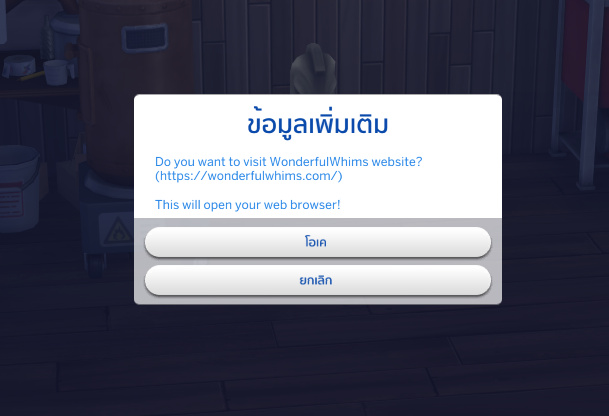 ข้อมูลเพิ่มเติม
Do you want to visit WonderfulWhims website?
(https://wonderfulwhims.com/)
This will open your web browser!
โอเค
ยกเลิก